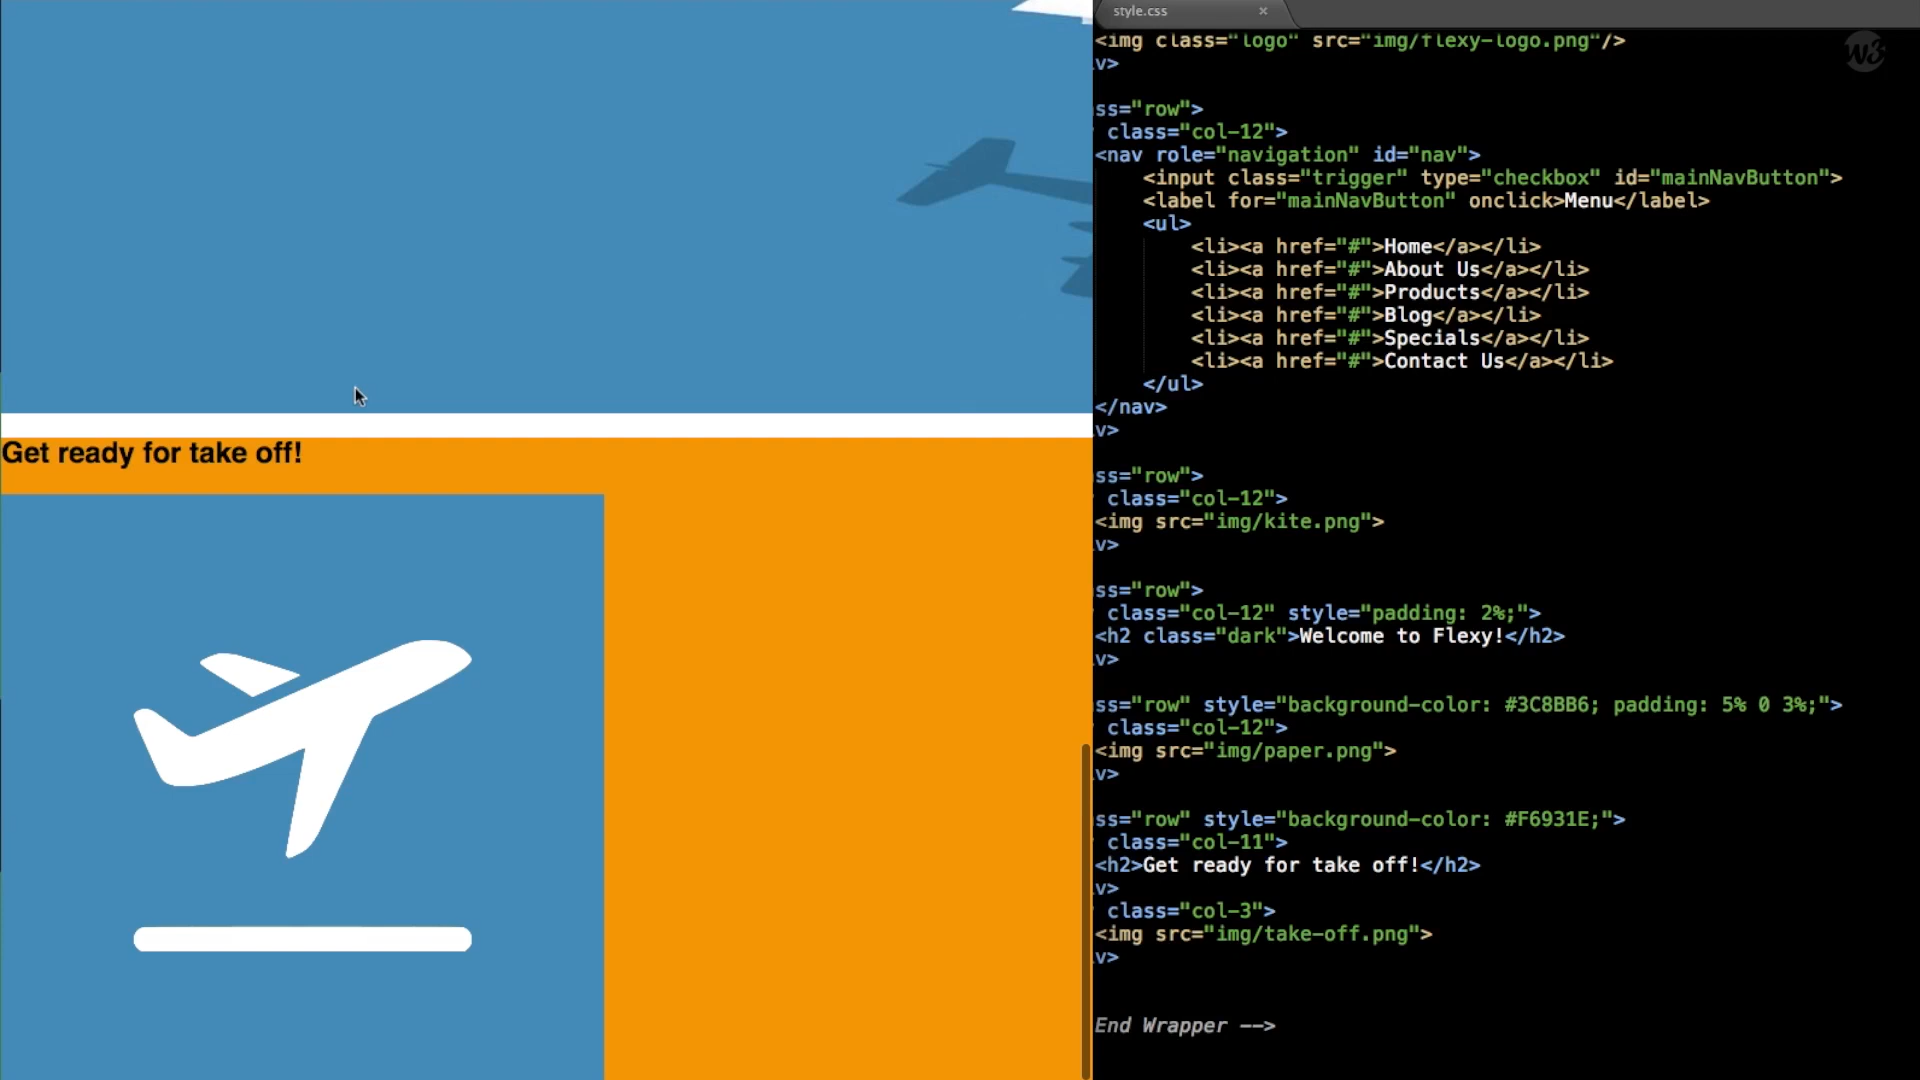 Get ready for take off!
style.css ×
<img class="logo" src="img/flexy-logo.png"/>
v>
ss="row">
class="col-12">
<nav role="navigation" id="nav">
<input class="trigger" type="checkbox" id="mainNavButton">
<label for="mainNavButton" onclick>Menu</label>
<ul>
<li><a href="#">Home</a></li>
<li><a href="#">About Us</a></li>
<li><a href="#">Products</a></li>
<li><a href="#">Blog</a></li>
<li><a href="#">Specials</a></li>
<li><a href="#">Contact Us</a></li>
</ul>
</nav>
v>
ss="row">
class="col-12">
<img src="img/kite.png">
v>
ss="row">
class="col-12" style="padding: 2%;">
<h2 class="dark">Welcome to Flexy!</h2>
v>
ss="row" style="background-color: #3C8BB6; padding: 5% 0 3%;">
class="col-12">
<img src="img/paper.png">
v>
ss="row" style="background-color: #F6931E;">
class="col-11">
<h2>Get ready for take off!</h2>
v>
class="col-3">
<img src="img/take-off.png">
v>
End Wrapper -->
W3